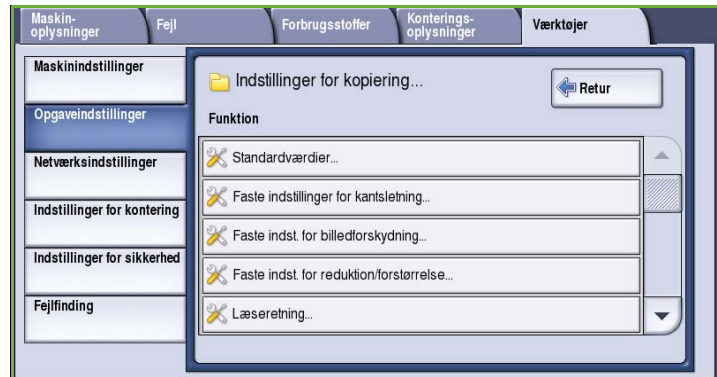 Maskin-
oplysninger
Fejl
Forbrugsstoffer
Konterings-
oplysninger
Værktøjer
Maskinindstillinger
Opgaveindstillinger
Netværksindstillinger
Indstillinger for kontering
Indstillinger for sikkerhed
Fejlfinding
Indstillinger for kopiering...
Retur
Funktion
Standardværdier...
Faste indstillinger for kantsletning...
Faste indst. for billedforskydning...
Faste indst. for reduktion/forstørrelse...
Læseretning...